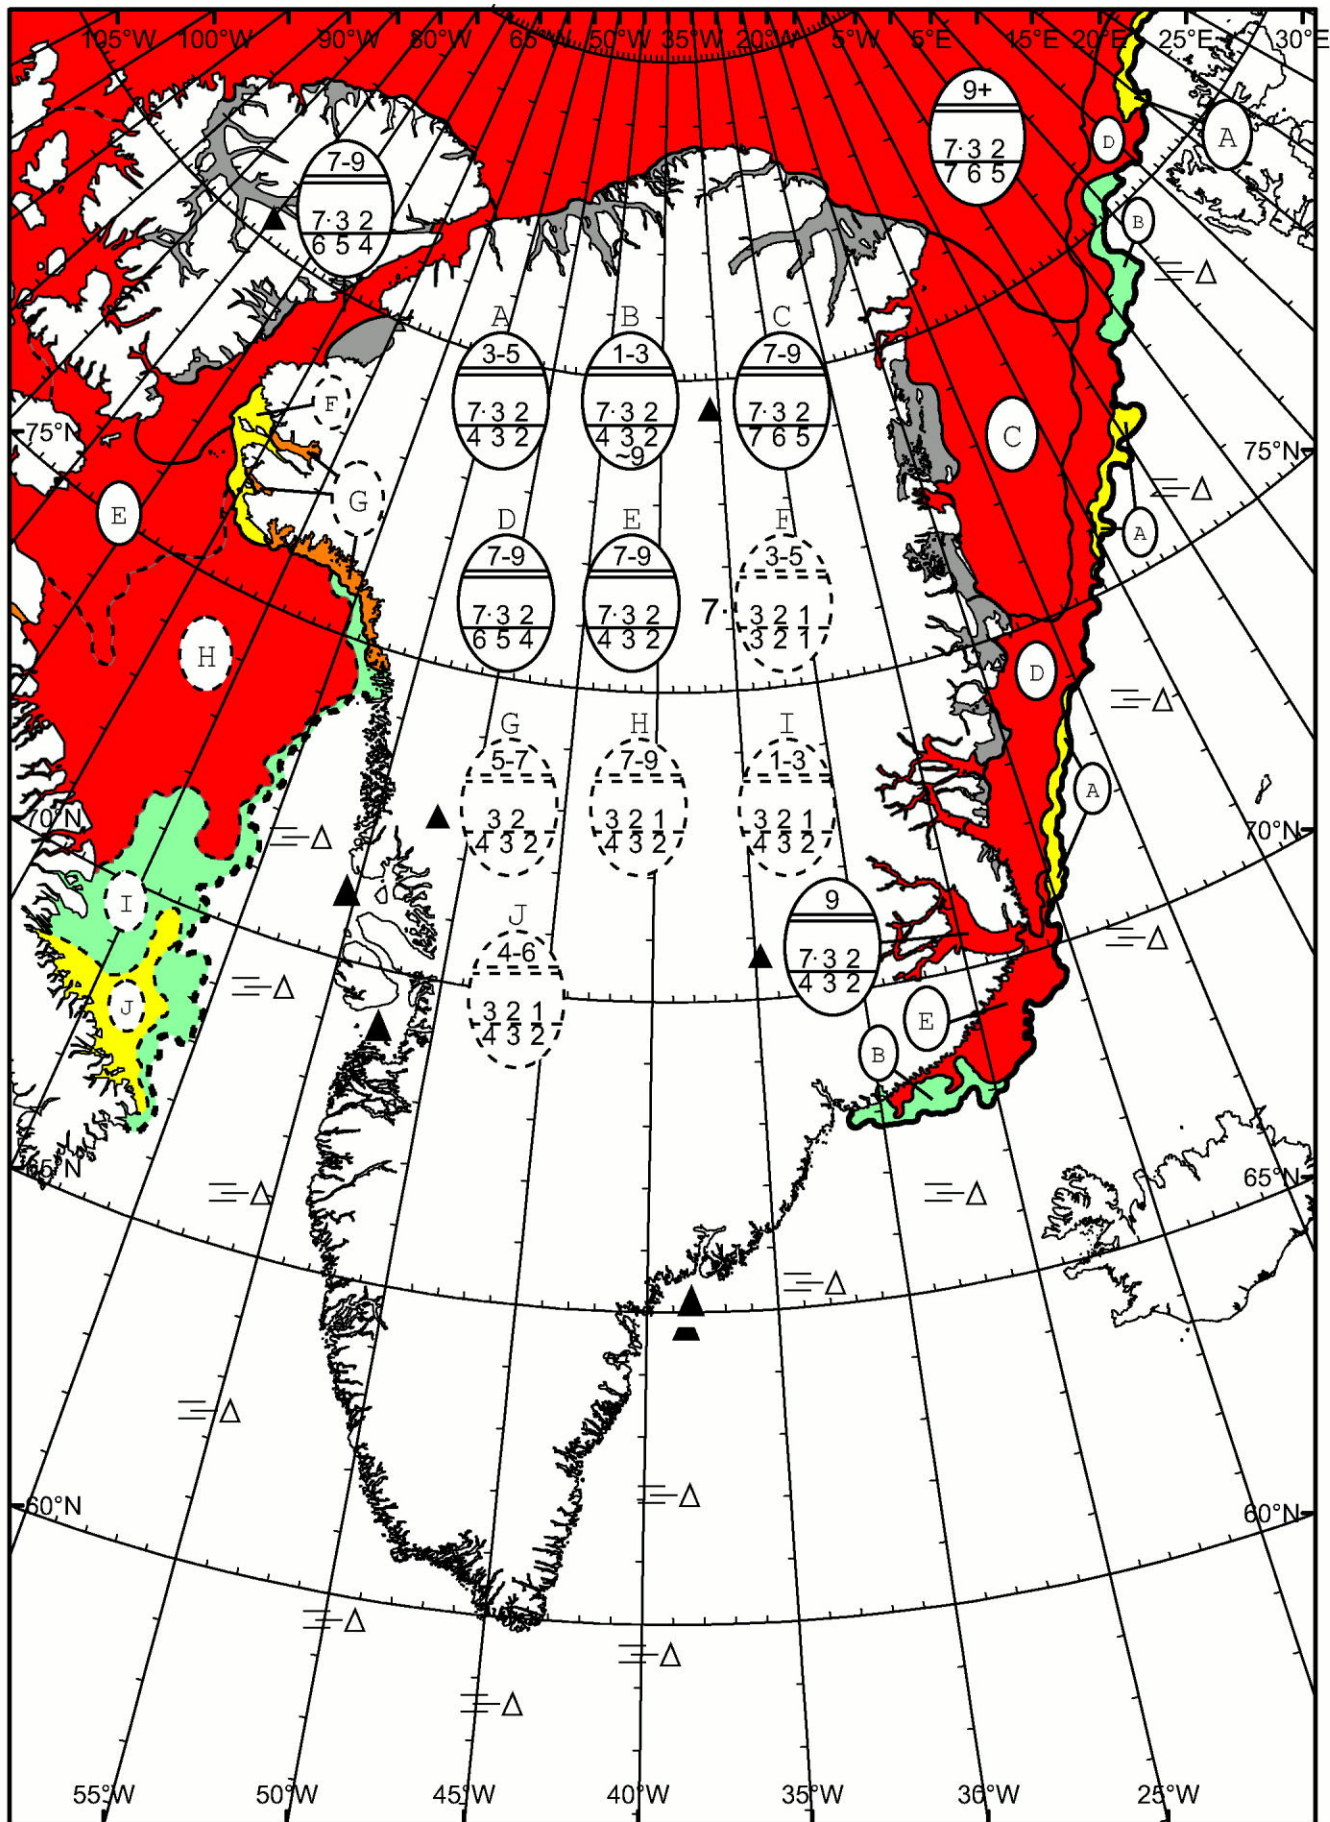 105°W 100°W 90°W 80°W 65°W 50°W 35°W 20°W 5°W 5°E 15°E 20°E 25°E 30°E
9+
7· 3 2
7 6 5
D
A
7-9
7· 3 2
6 5 4
B
A B C
3-5 1-3 7-9
7· 3 2 7· 3 2 7· 3 2
4 3 2 4 3 2 7 6 5
~9
F
C
75°N 75°N
G
E
A
D E F
7-9 7-9 3-5
7· 3 2 7· 3 2 7· 3 2 1
6 5 4 4 3 2 3 2 1
H
D
G H I
5-7 7-9 1-3
3 2 3 2 1 3 2 1
4 3 2 4 3 2 4 3 2
A
70°N 70°N
I
9
7· 3 2
4 3 2
J
4-6
3 2 1
4 3 2
J
E
B
65°N 65°N
60°N 60°N
55°W 50°W 45°W 40°W 35°W 30°W 25°W